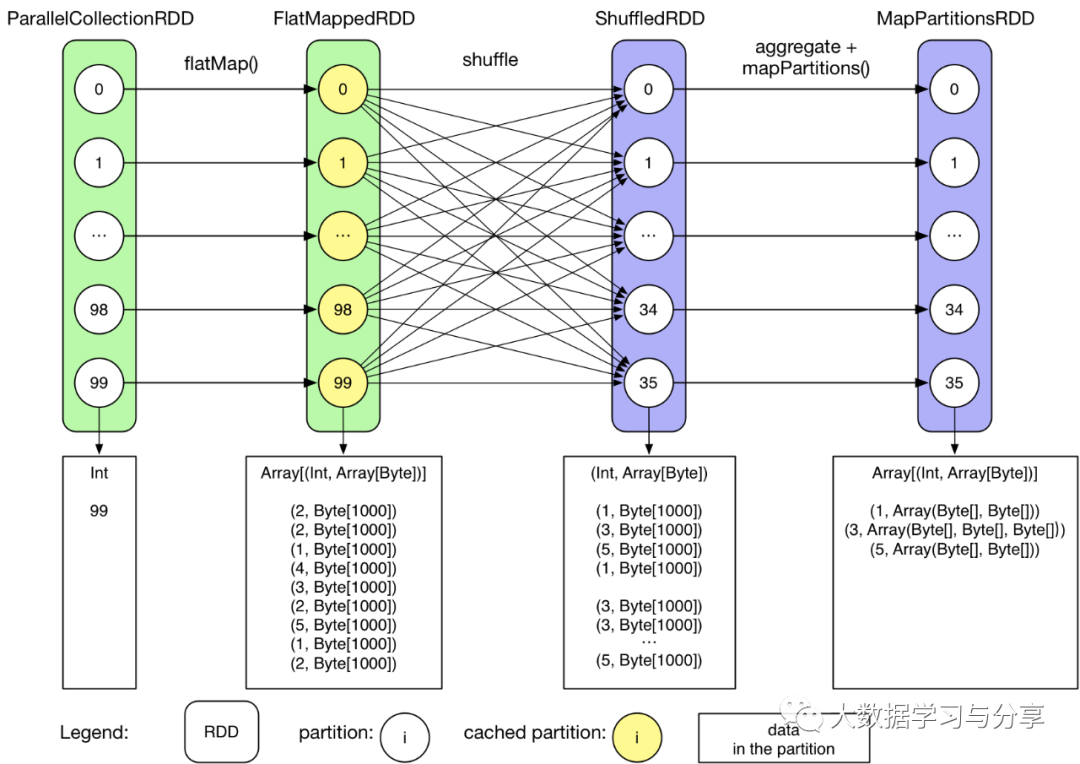 ParallelCollectionRDD
FlatMappedRDD
ShuffledRDD
MapPartitionsRDD
flatMap()
shuffle
aggregate +
mapPartitions()
0
0
0
0
1
1
1
1
...
...
...
...
98
98
34
34
99
99
35
35
Int
99
Array[(Int, Array[Byte])]
(2, Byte[1000])
(2, Byte[1000])
(1, Byte[1000])
(4, Byte[1000])
(3, Byte[1000])
(2, Byte[1000])
(5, Byte[1000])
(1, Byte[1000])
(2, Byte[1000])
(Int, Array[Byte])
(1, Byte[1000])
(3, Byte[1000])
(5, Byte[1000])
(1, Byte[1000])
(3, Byte[1000])
(3, Byte[1000])
...
(5, Byte[1000])
Array[(Int, Array[Byte])]
(1, Array(Byte[], Byte[]))
(3, Array(Byte[], Byte[], Byte[]))
(5, Array(Byte[], Byte[]))
Legend:
RDD
partition:
i
cached partition:
i
data
in the partition
大数据学习与分享